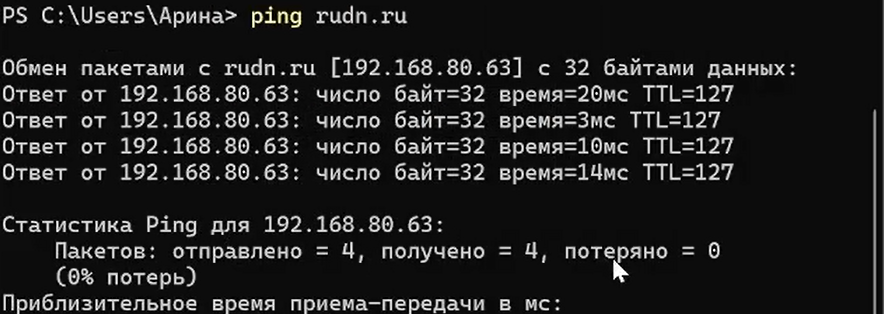 PS C:\Users\Арина> ping rudn.ru
Обмен пакетами с rudn.ru [192.168.80.63] с 32 байтами данных:
Ответ от 192.168.80.63: число байт=32 время=20мс TTL=127
Ответ от 192.168.80.63: число байт=32 время=3мс TTL=127
Ответ от 192.168.80.63: число байт=32 время=10мс TTL=127
Ответ от 192.168.80.63: число байт=32 время=14мс TTL=127
Статистика Ping для 192.168.80.63:
Пакетов: отправлено = 4, получено = 4, потеряно = 0
(0% потерь)
Приблизительное время приема-передачи в мс: